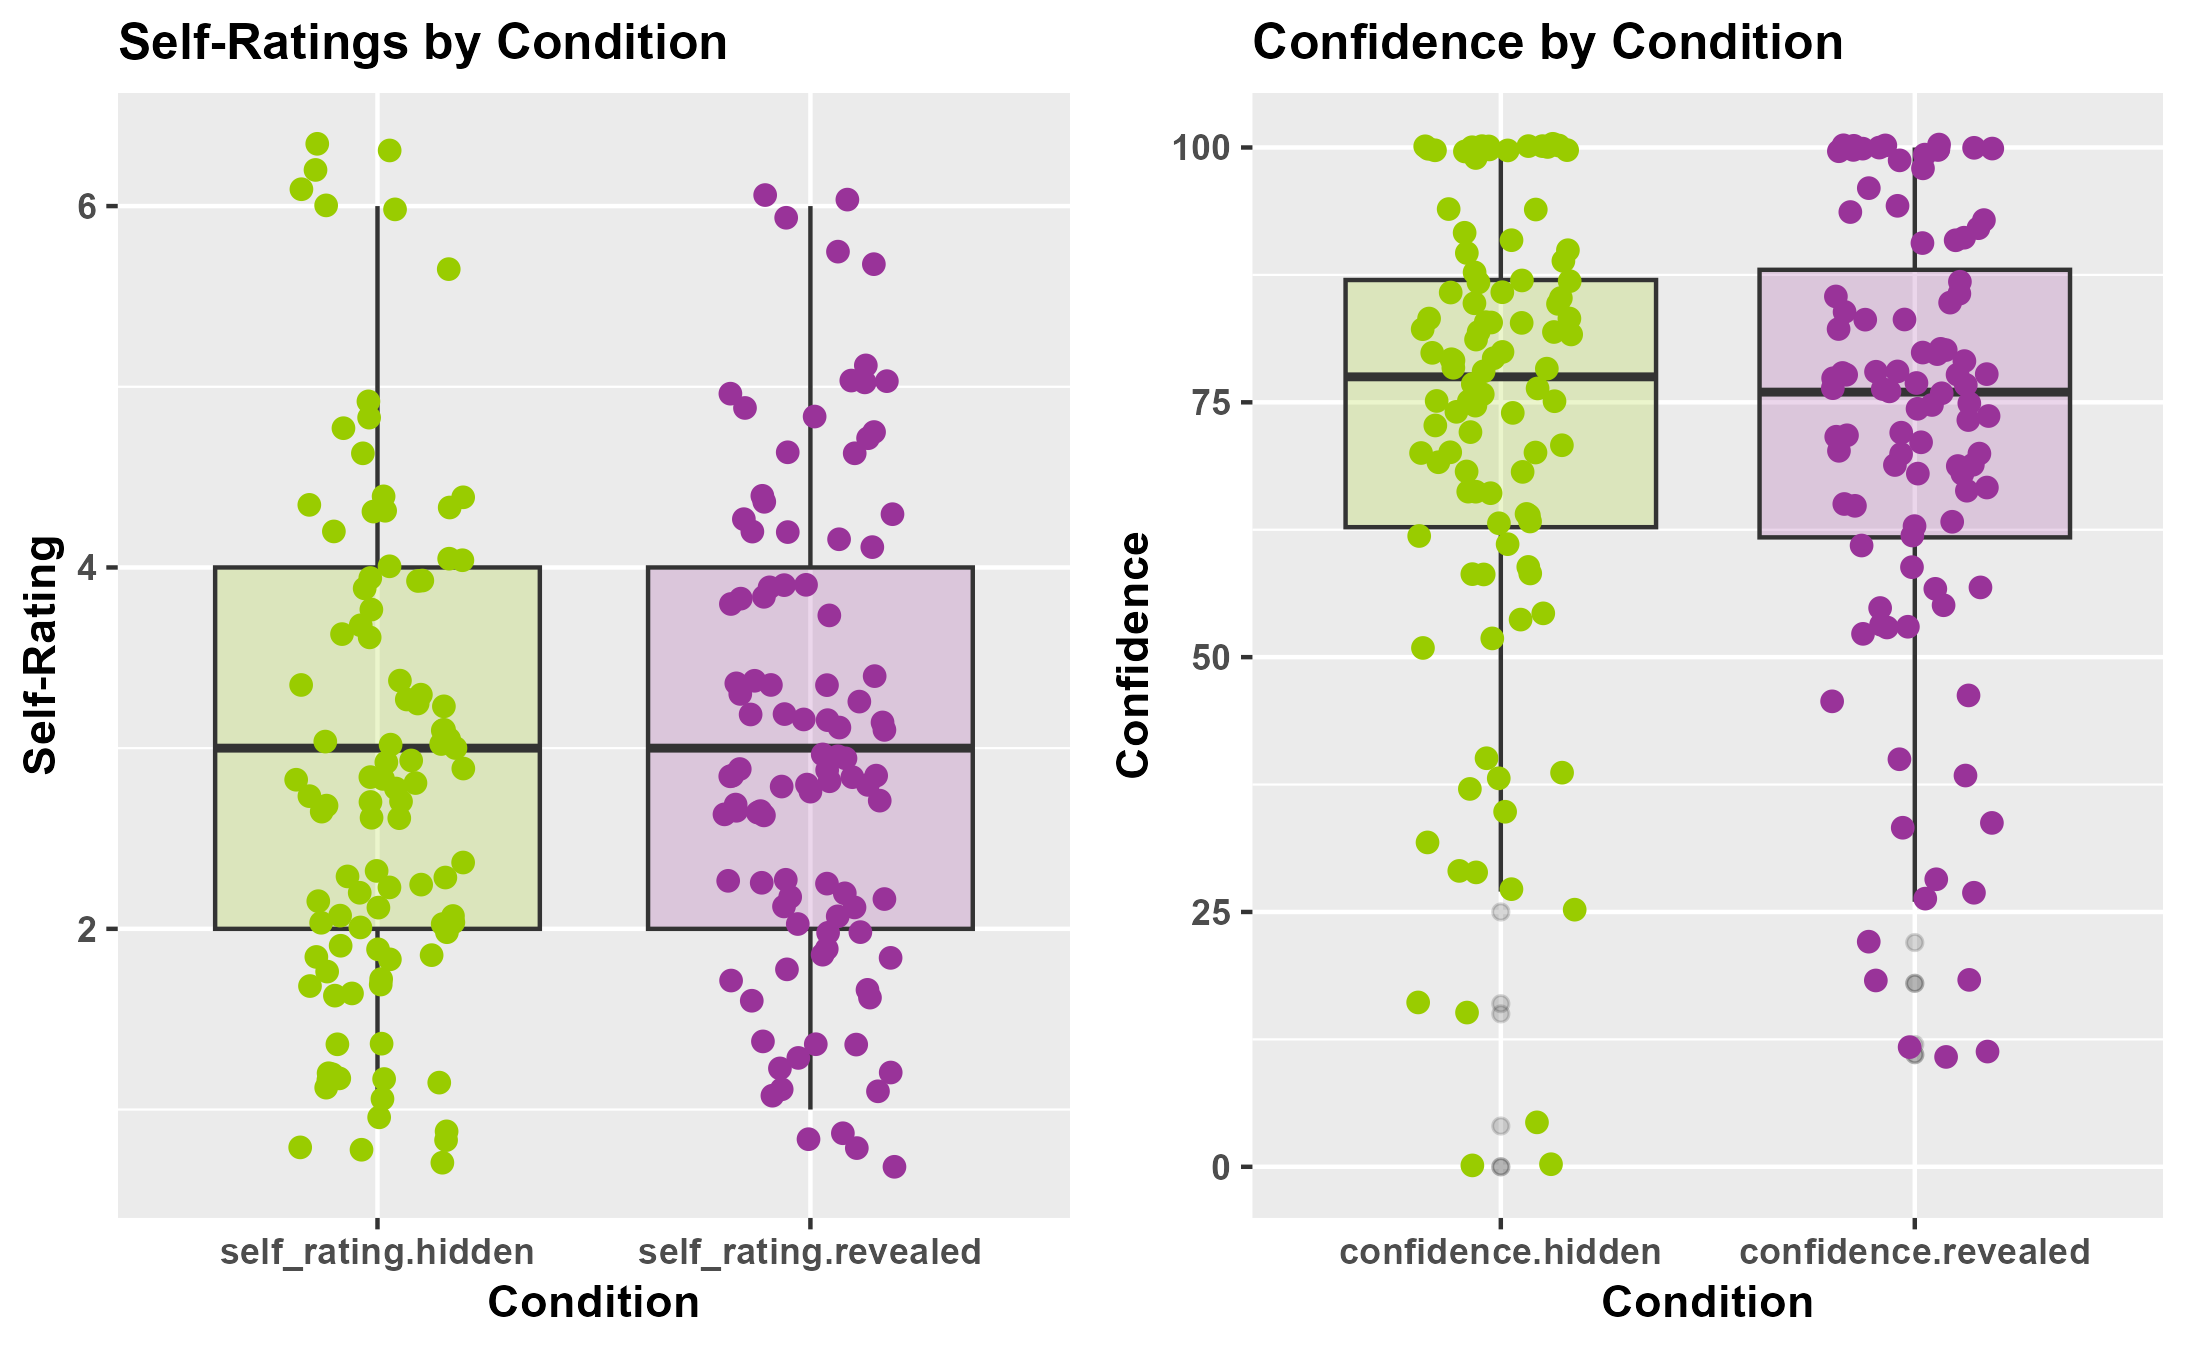 Self-Ratings by Condition
Self-Rating
6
4
2
self_rating.hidden self_rating.revealed
Condition
Confidence by Condition
Confidence
100
75
50
25
0
confidence.hidden confidence.revealed
Condition